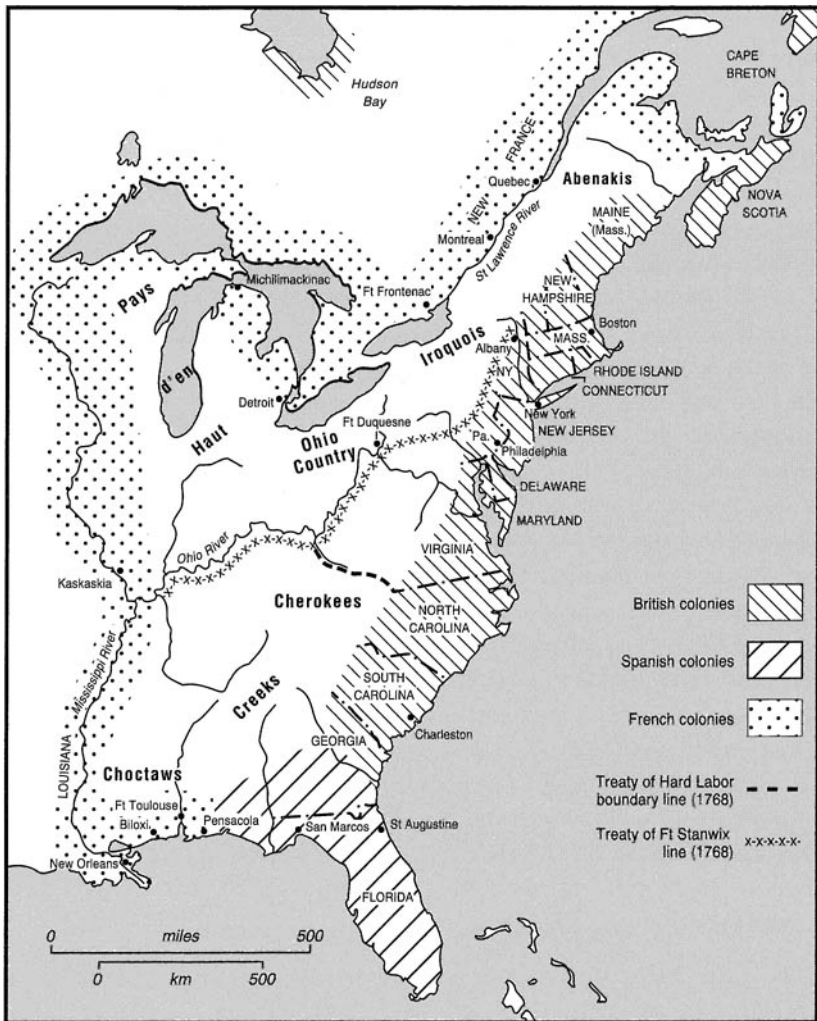 Hudson
Bay
CAPE
BRETON
NEW FRANCE
Quebec
Abenakis
NOVA
SCOTIA
MAINE
(Mass.)
Montreal
St Lawrence River
Michilimackinac
Pays
d'en
Haut
Ft Frontenac
NEW
HAMPSHIRE
Boston
MASS.
Iroquois
Albany
NY
RHODE ISLAND
CONNECTICUT
Detroit
New York
NEW JERSEY
Ft Duquesne
Ohio
Country
Pa.
Philadelphia
DELAWARE
MARYLAND
Ohio River
VIRGINIA
Kaskaskia
Cherokees
NORTH
CAROLINA
British colonies
Mississippi River
Spanish colonies
SOUTH
CAROLINA
Creeks
French colonies
Charleston
GEORGIA
LOUISIANA
Choctaws
Treaty of Hard Labor
boundary line (1768)
Ft Toulouse
Biloxi
Pensacola
San Marcos
St Augustine
Treaty of Ft Stanwix
line (1768)
New Orleans
FLORIDA
0 miles 500
0 km 500